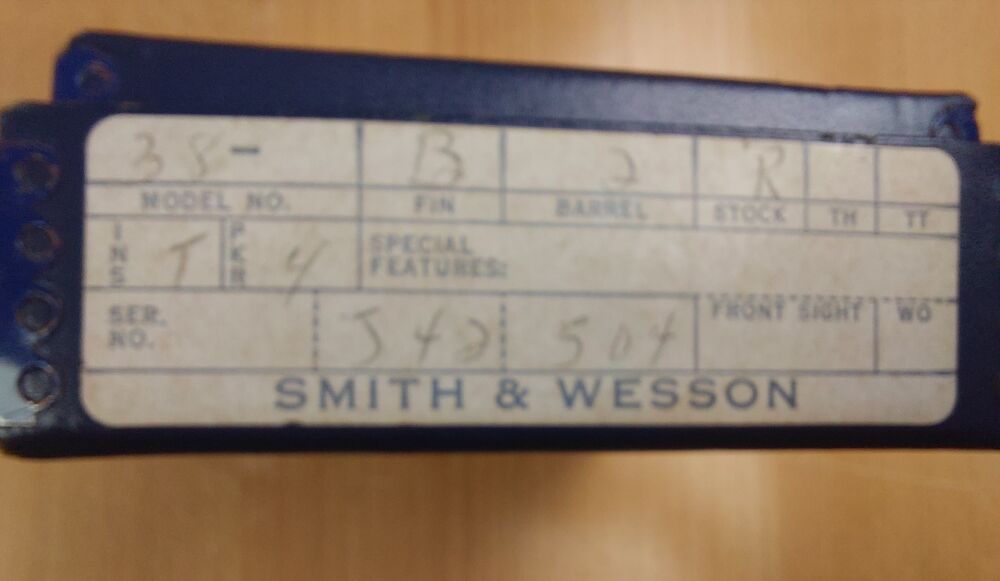 38- B 2 R
MODEL NO. FIN BARREL STOCK TH TT
INS T PKR 4 SPECIAL
FEATURES:
SER. NO. J42 504 FRONT SIGHT WO
SMITH & WESSON